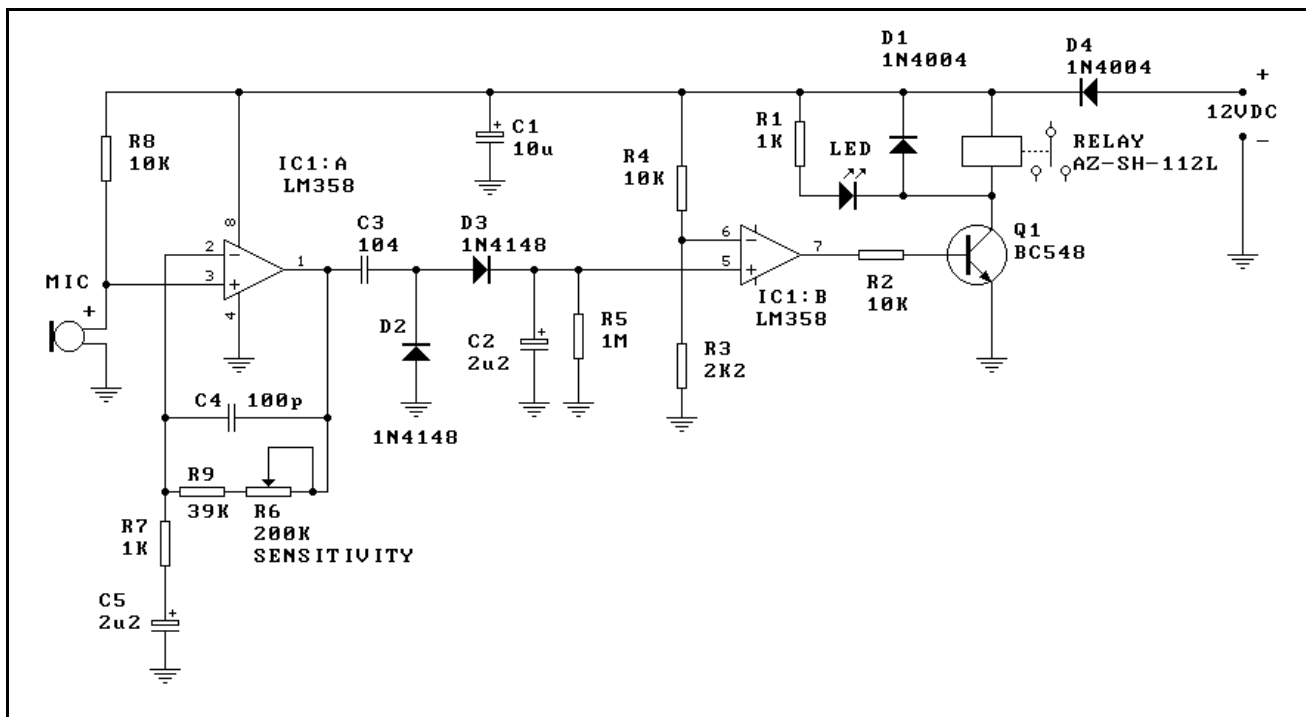 D1
1N4004
D4
1N4004
+
12VDC
-
R8
10K
IC1:A
LM358
+
C1
10u
R1
1K
LED
R4
10K
RELAY
AZ-SH-112L
8
2
-
3
+
1
4
C3
104
D3
1N4148
6
-
5
+
7
IC1:B
LM358
R2
10K
Q1
BC548
MIC
+
D2
1N4148
C2
2u2
+
R5
1M
R3
2K2
C4
100p
R9
39K
R6
200K
SENSITIVITY
R7
1K
C5
2u2
+